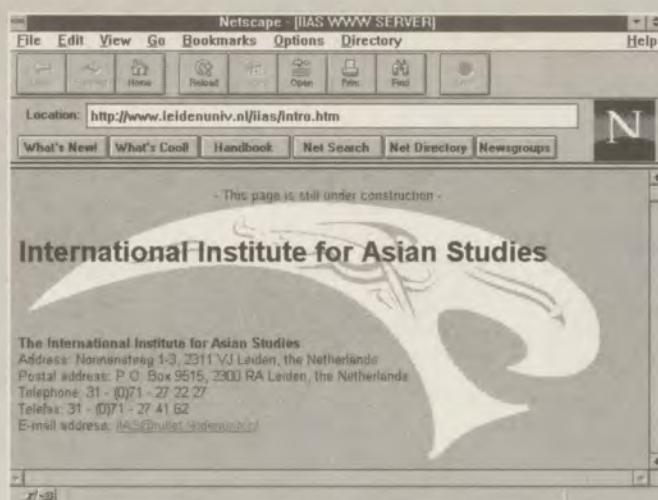 Netscape - [IIAS WWW SERVER]
File Edit View Go Bookmarks Options Directory Help
Home Reload Open Print Find
Location: http://www.leidenuniv.nl/iias/intro.htm
N
What's New! What's Cool! Handbook Net Search Net Directory Newsgroups
- This page is still under construction -
International Institute for Asian Studies
The International Institute for Asian Studies
Address: Nonnensteeg 1-3, 2311 VJ Leiden, the Netherlands
Postal address: P.O. Box 9515, 2300 RA Leiden, the Netherlands
Telephone: 31 - (0)71 - 27 22 27
Telefax: 31 - (0)71 - 27 41 62
E-mail address: